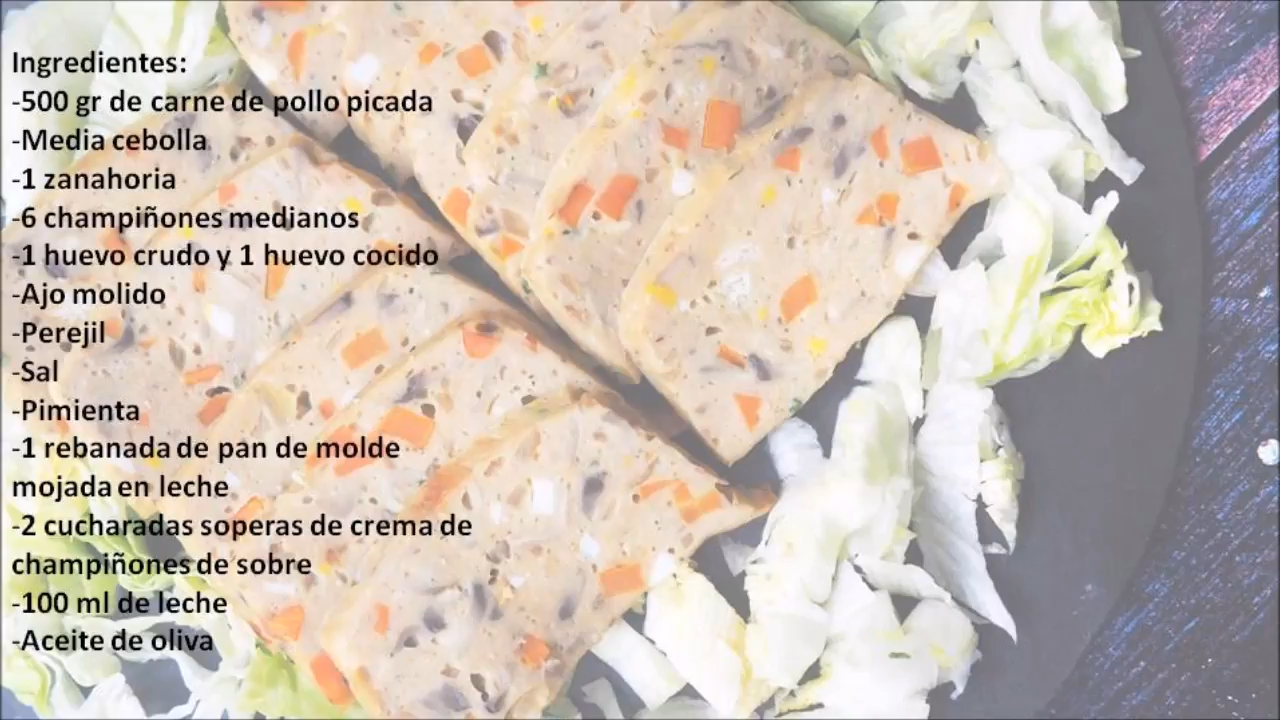 Ingredientes:
-500 gr de carne de pollo picada
-Media cebolla
-1 zanahoria
-6 champiñones medianos
-1 huevo crudo y 1 huevo cocido
-Ajo molido
-Perejil
-Sal
-Pimienta
-1 rebanada de pan de molde
mojada en leche
-2 cucharadas soperas de crema de
champiñones de sobre
-100 ml de leche
-Aceite de oliva